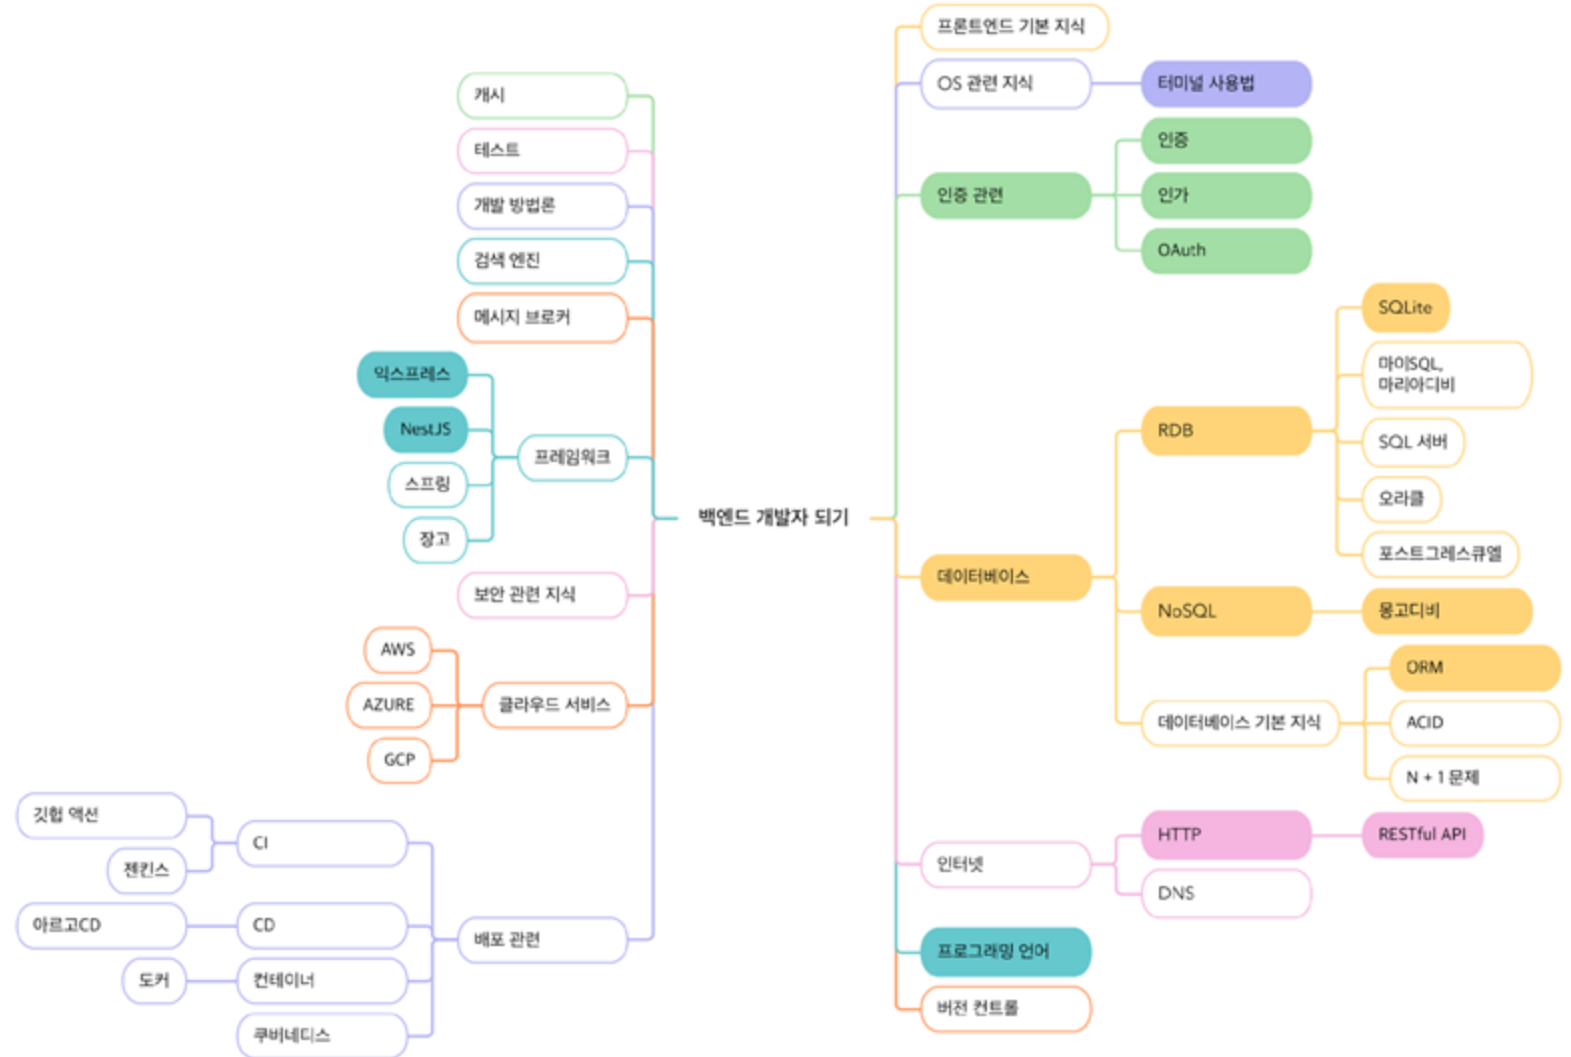 프론트엔드 기본 지식
OS 관련 지식
터미널 사용법
캐시
테스트
인증
개발 방법론
인증 관련
인가
검색 엔진
OAuth
메시지 브로커
SQLite
익스프레스
마이SQL,
마리아디비
NestJS
RDB
SQL 서버
프레임워크
스프링
오라클
장고
백엔드 개발자 되기
포스트그레스큐엘
보안 관련 지식
데이터베이스
NoSQL
몽고디비
AWS
ORM
AZURE
클라우드 서비스
데이터베이스 기본 지식
ACID
GCP
N + 1 문제
깃헙 액션
CI
HTTP
RESTful API
젠킨스
인터넷
DNS
아르고CD
CD
배포 관련
프로그래밍 언어
도커
컨테이너
버전 컨트롤
쿠버네디스